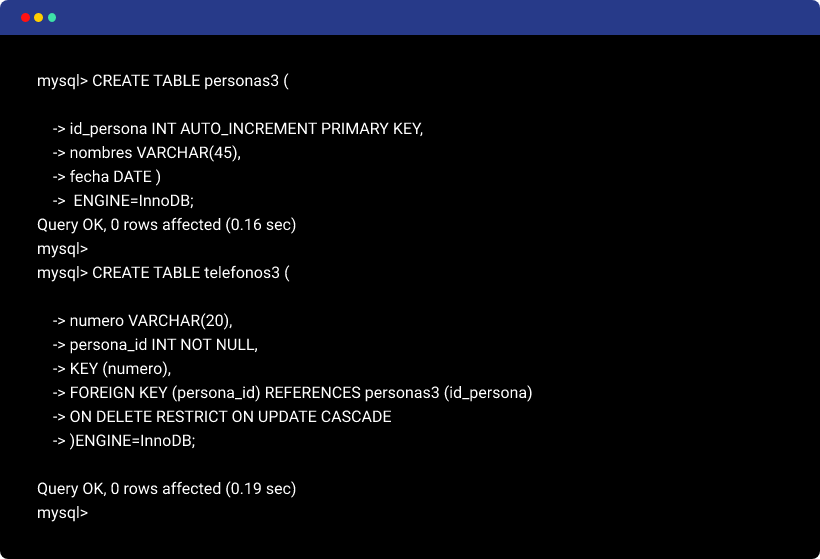 mysql> CREATE TABLE personas3 (
-> id_persona INT AUTO_INCREMENT PRIMARY KEY,
-> nombres VARCHAR(45),
-> fecha DATE )
->  ENGINE=InnoDB;
Query OK, 0 rows affected (0.16 sec)
mysql>
mysql> CREATE TABLE telefonos3 (
-> numero VARCHAR(20),
-> persona_id INT NOT NULL,
-> KEY (numero),
-> FOREIGN KEY (persona_id) REFERENCES personas3 (id_persona)
-> ON DELETE RESTRICT ON UPDATE CASCADE
-> )ENGINE=InnoDB;
Query OK, 0 rows affected (0.19 sec)
mysql>